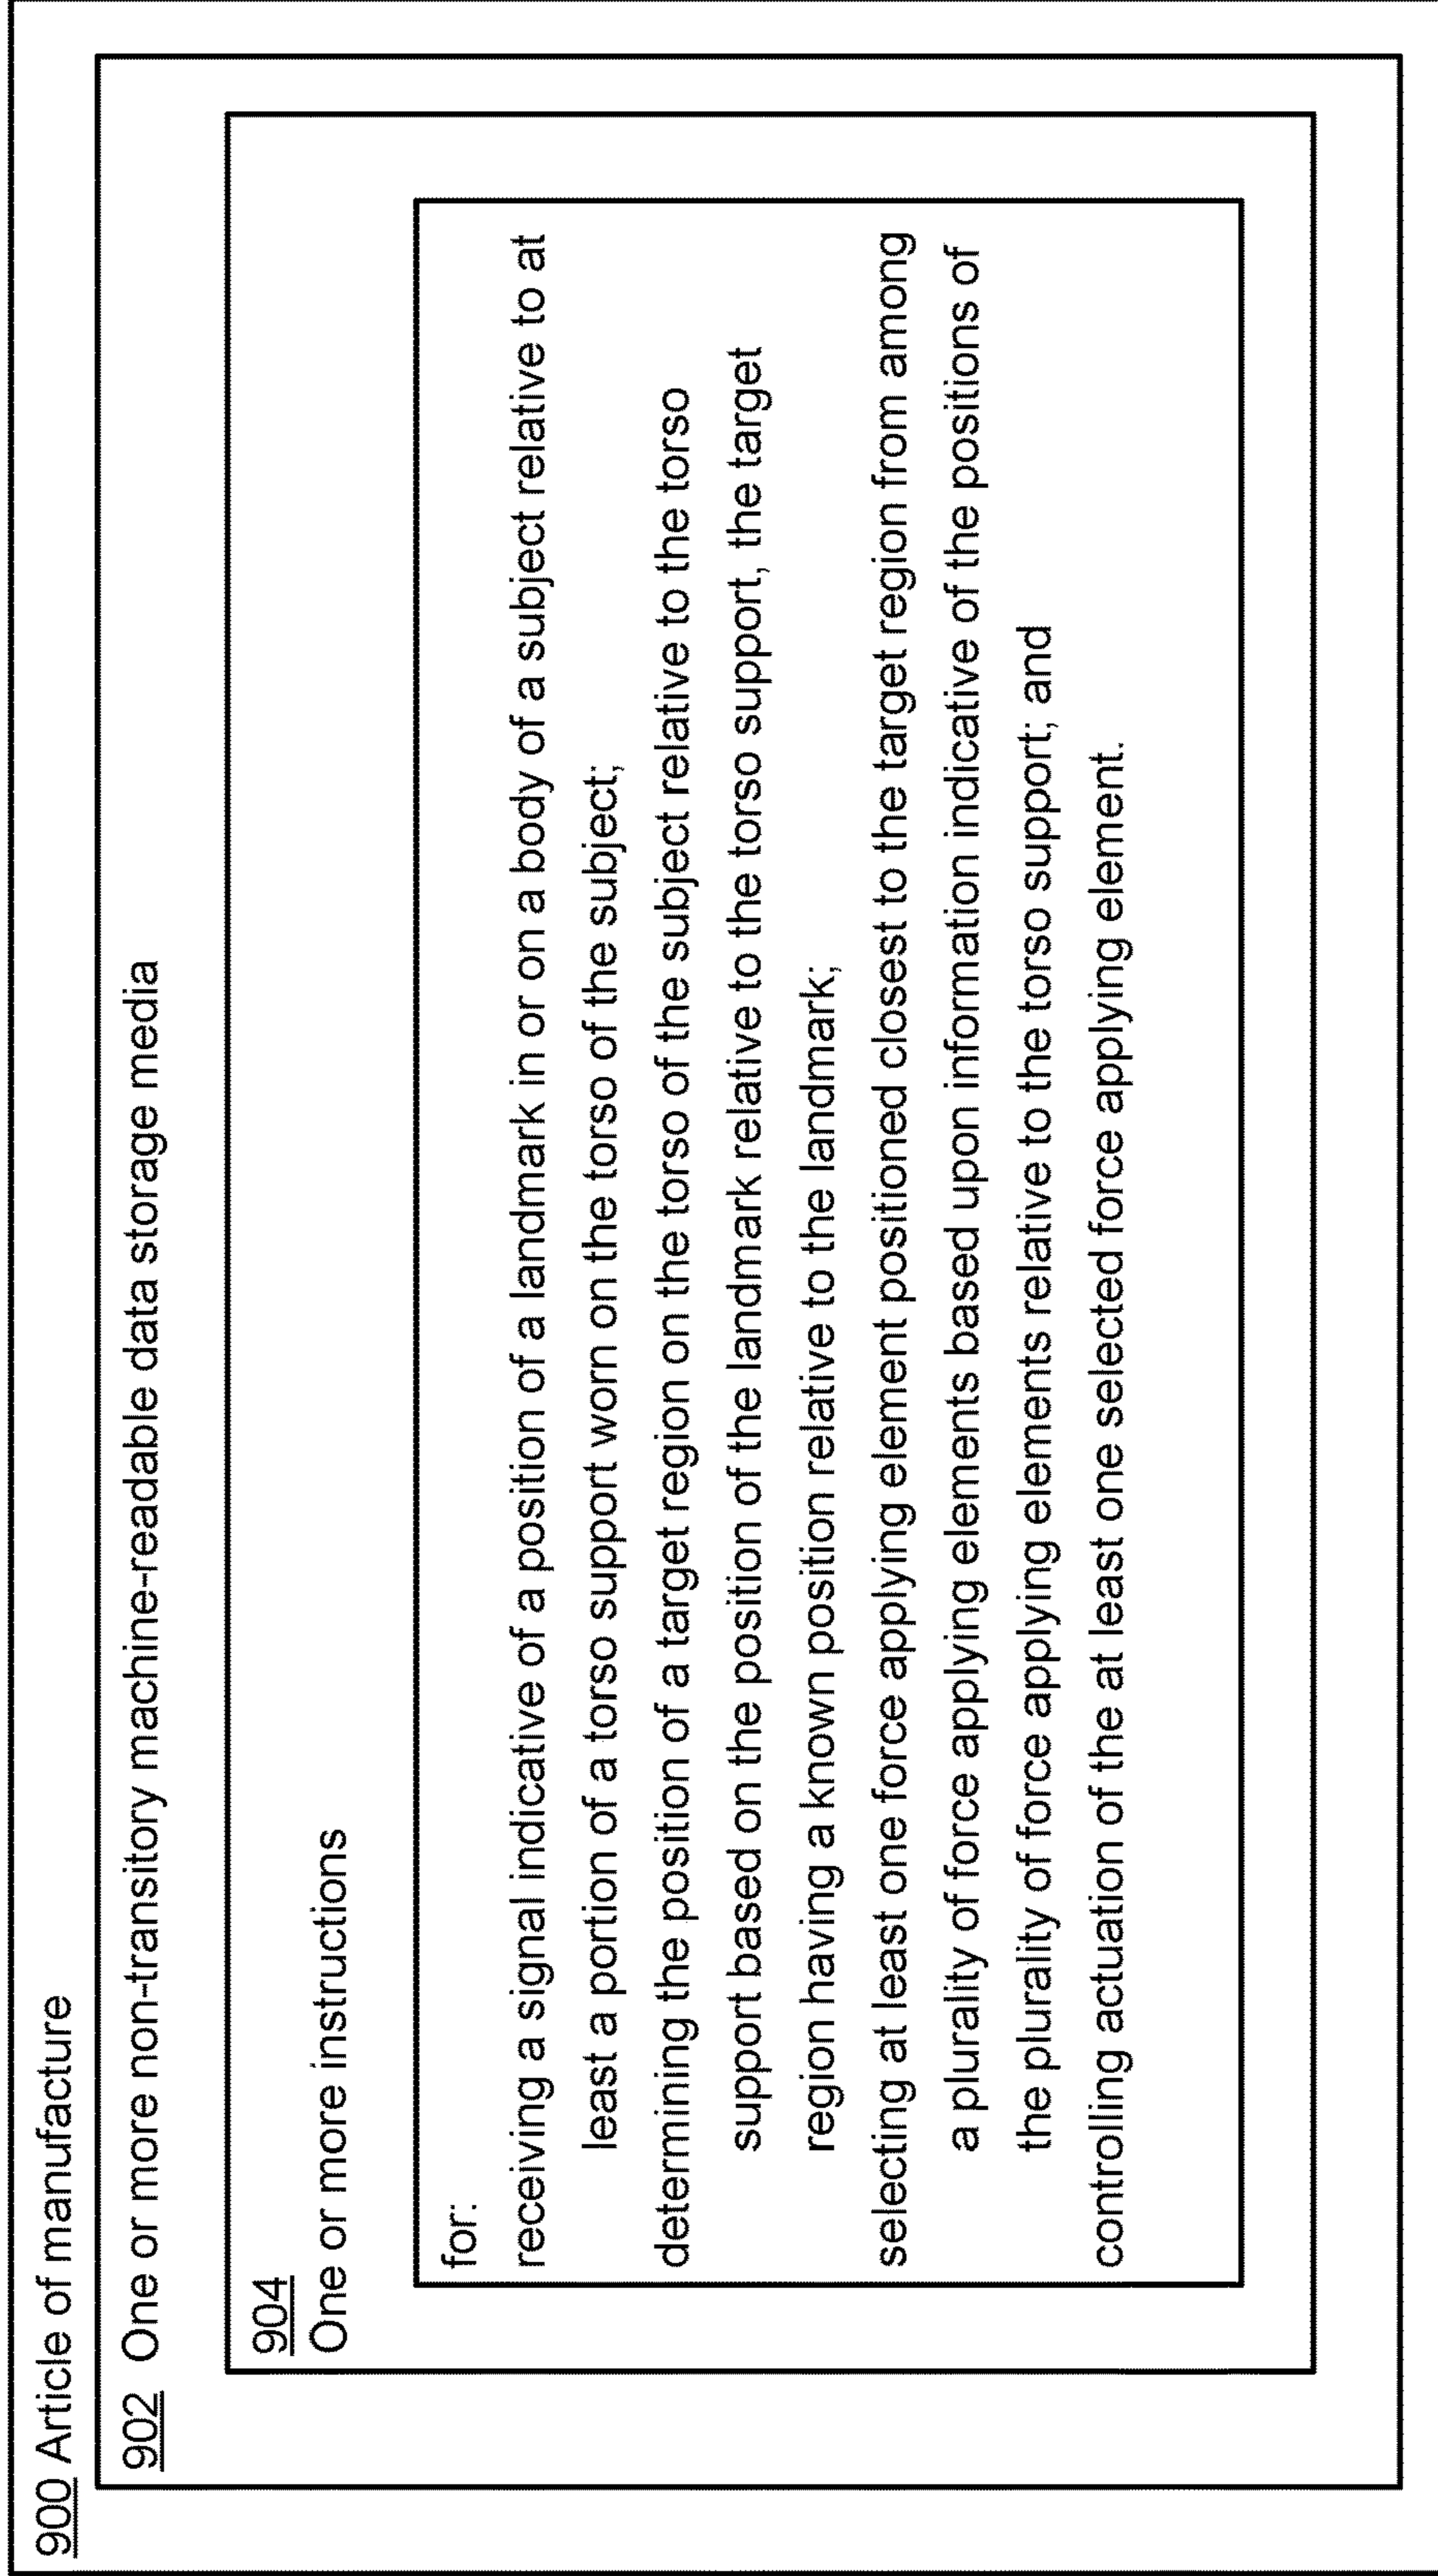 900 Article of manufacture
902 One or more non-transitory machine-readable data storage media
904
One or more instructions
for:
receiving a signal indicative of a position of a landmark in or on a body of a subject relative to at
least a portion of a torso support worn on the torso of the subject;
determining the position of a target region on the torso of the subject relative to the torso
support based on the position of the landmark relative to the torso support, the target
region having a known position relative to the landmark;
selecting at least one force applying element positioned closest to the target region from among
a plurality of force applying elements based upon information indicative of the positions of
the plurality of force applying elements relative to the torso support; and
controlling actuation of the at least one selected force applying element.